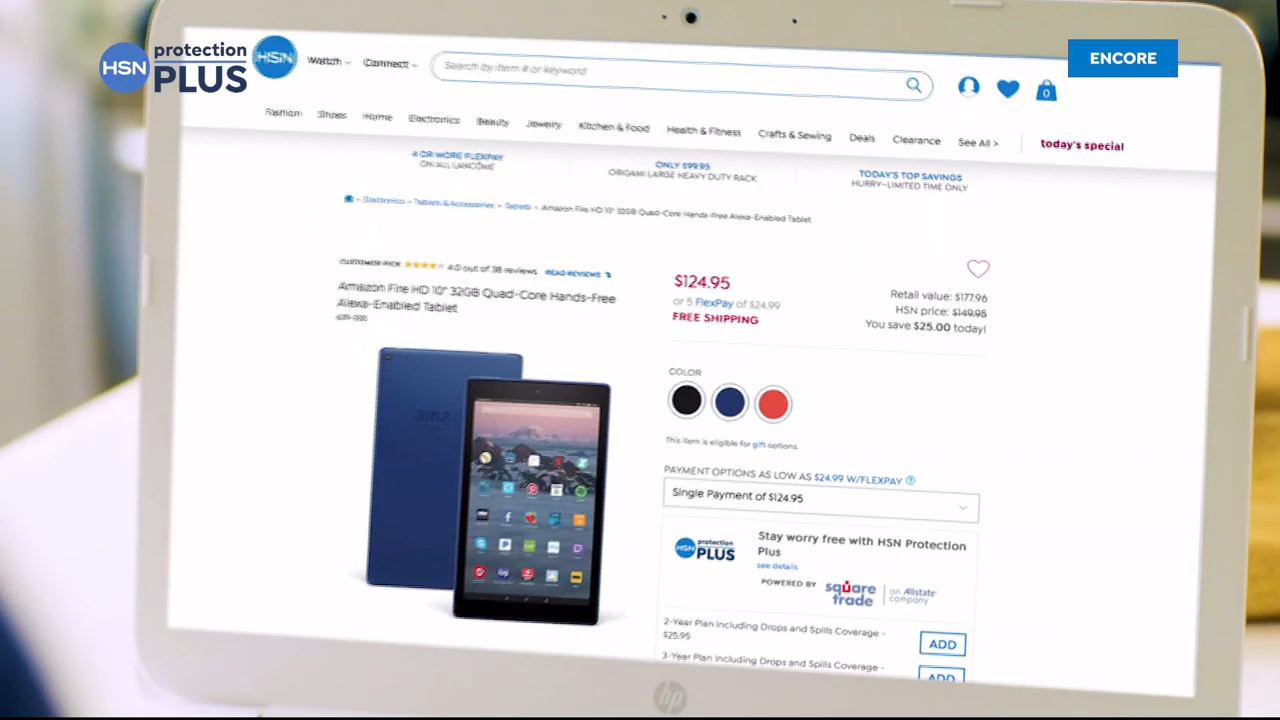 HSN protection PLUS
ENCORE
HSN
Watch
Connect
Search by item # or keyword
0
Fashion
Shoes
Home
Electronics
Beauty
Jewelry
Kitchen & Food
Health & Fitness
Crafts & Sewing
Deals
Clearance
See All >
today's special
4 OR MORE FLEXPAY
ON ALL LANCÔME
ONLY $99.95
ORIGAMI LARGE HEAVY DUTY RACK
TODAY'S TOP SAVINGS
HURRY–LIMITED TIME ONLY
Electronics
Tablets & Accessories
Tablets
Amazon Fire HD 10" 32GB Quad-Core Hands-Free Alexa-Enabled Tablet
CUSTOMER PICK
4.0 out of 38 reviews
READ REVIEWS
Amazon Fire HD 10" 32GB Quad-Core Hands-Free
Alexa-Enabled Tablet
$124.95
or 5 FlexPay of $24.99
FREE SHIPPING
Retail value: $177.96
HSN price: $149.95
You save $25.00 today!
COLOR
This item is eligible for gift options.
PAYMENT OPTIONS AS LOW AS $24.99 W/FLEXPAY
Single Payment of $124.95
HSN protection PLUS
Stay worry free with HSN Protection
Plus
see details
POWERED BY
square trade
an Allstate company
2-Year Plan Including Drops and Spills Coverage -
$25.95
ADD
3-Year Plan Including Drops and Spills Coverage -
ADD
hp